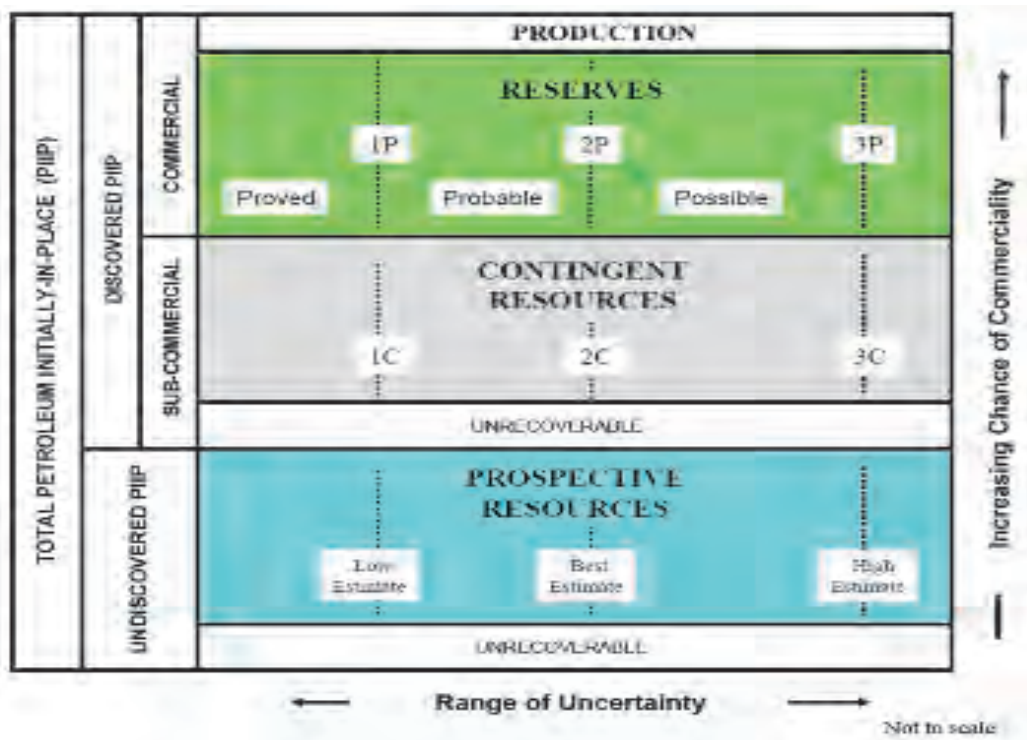 TOTAL PETROLEUM INITIALLY-IN-PLACE (PIIP)
DISCOVERED PIIP
UNDISCOVERED PIIP
COMMERCIAL
SUB-COMMERCIAL
PRODUCTION
RESERVES
1P
2P
3P
Proved
Probable
Possible
CONTINGENT
RESOURCES
1C
2C
3C
UNRECOVERABLE
PROSPECTIVE
RESOURCES
Low
Estimate
Best
Estimate
High
Estimate
UNRECOVERABLE
Increasing Chance of Commerciality
Range of Uncertainty
Not to scale